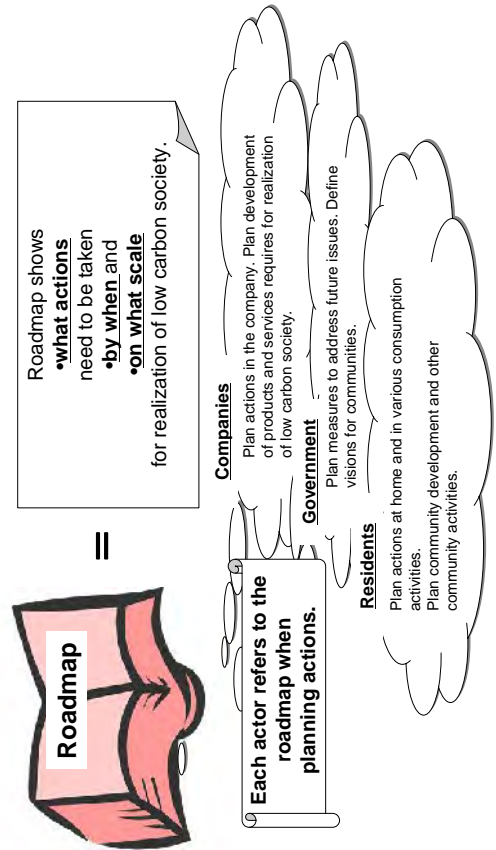 Roadmap
=
Roadmap shows
•what actions
need to be taken
•by when and
•on what scale
for realization of low carbon society.
Each actor refers to the
roadmap when
planning actions.
Companies
Plan actions in the company. Plan development
of products and services requires for realization
of low carbon society.
Government
Plan measures to address future issues. Define
visions for communities.
Residents
Plan actions at home and in various consumption
activities.
Plan community development and other
community activities.